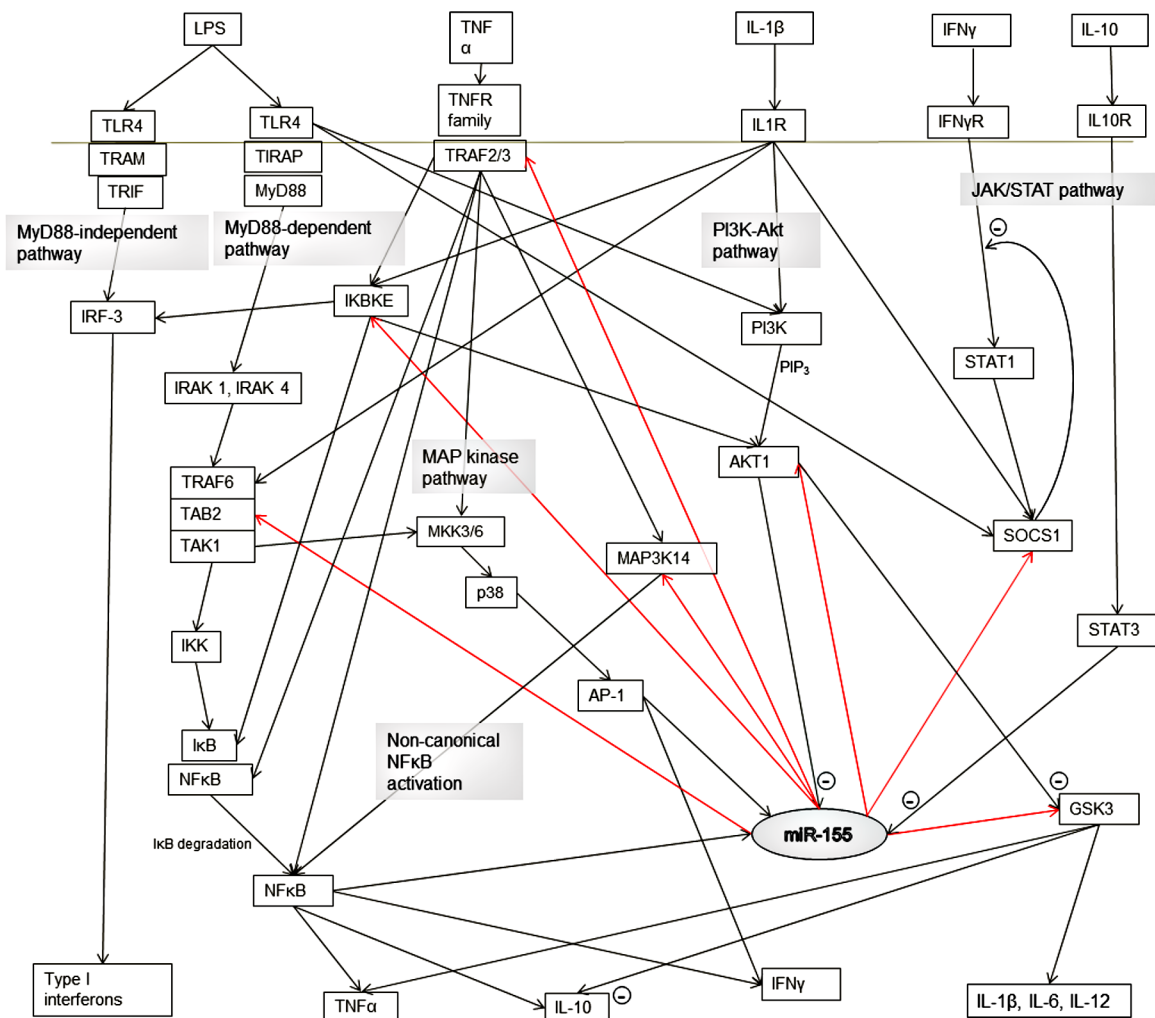 LPS
TNF
α
IL-1β
IFNγ
IL-10
TLR4
TLR4
TNFR
family
IL1R
IFNγR
IL10R
TRAM
TRIF
TIRAP
MyD88
TRAF2/3
JAK/STAT pathway
MyD88-independent
pathway
MyD88-dependent
pathway
PI3K-Akt
pathway
-
IRF-3
IKBKE
PI3K
PIP3
STAT1
IRAK 1, IRAK 4
MAP kinase
pathway
AKT1
TRAF6
TAB2
TAK1
MKK3/6
SOCS1
MAP3K14
p38
IKK
STAT3
AP-1
IκB
NFκB
Non-canonical
NFκB
activation
-
-
-
GSK3
mIR-155
IκB degradation
NFκB
Type I
interferons
TNFα
IL-10
-
IFNγ
IL-1β, IL-6, IL-12